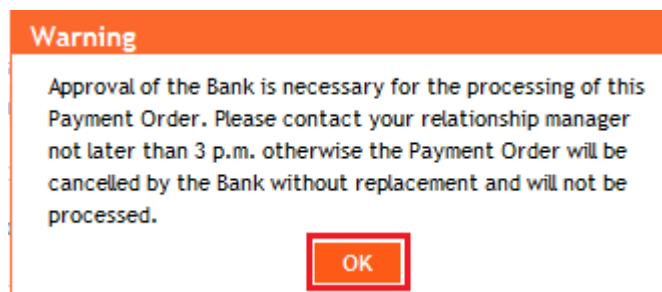 Warning
Approval of the Bank is necessary for the processing of this
Payment Order. Please contact your relationship manager
not later than 3 p.m. otherwise the Payment Order will be
cancelled by the Bank without replacement and will not be
processed.
OK